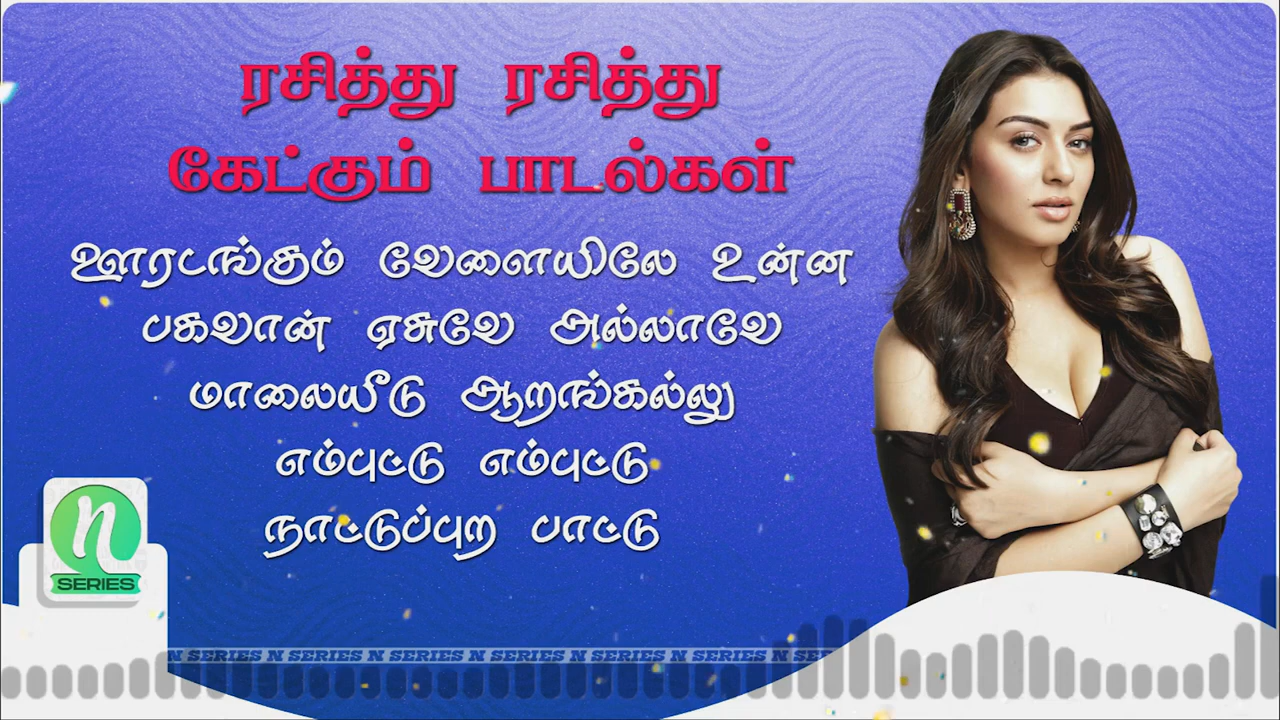 ரசித்து ரசித்து
கேட்கும் பாடல்கள்
ஊரடங்கும் வேளையிலே உன்ன
பகவான் ஏசுவே அல்லாவே
மாலையீடு ஆறங்கல்லு
எம்புட்டு எம்புட்டு
நாட்டுப்புற பாட்டு
n
SERIES
N SERIES N SERIES N SERIES N SERIES N SERIES N SERIES N SER